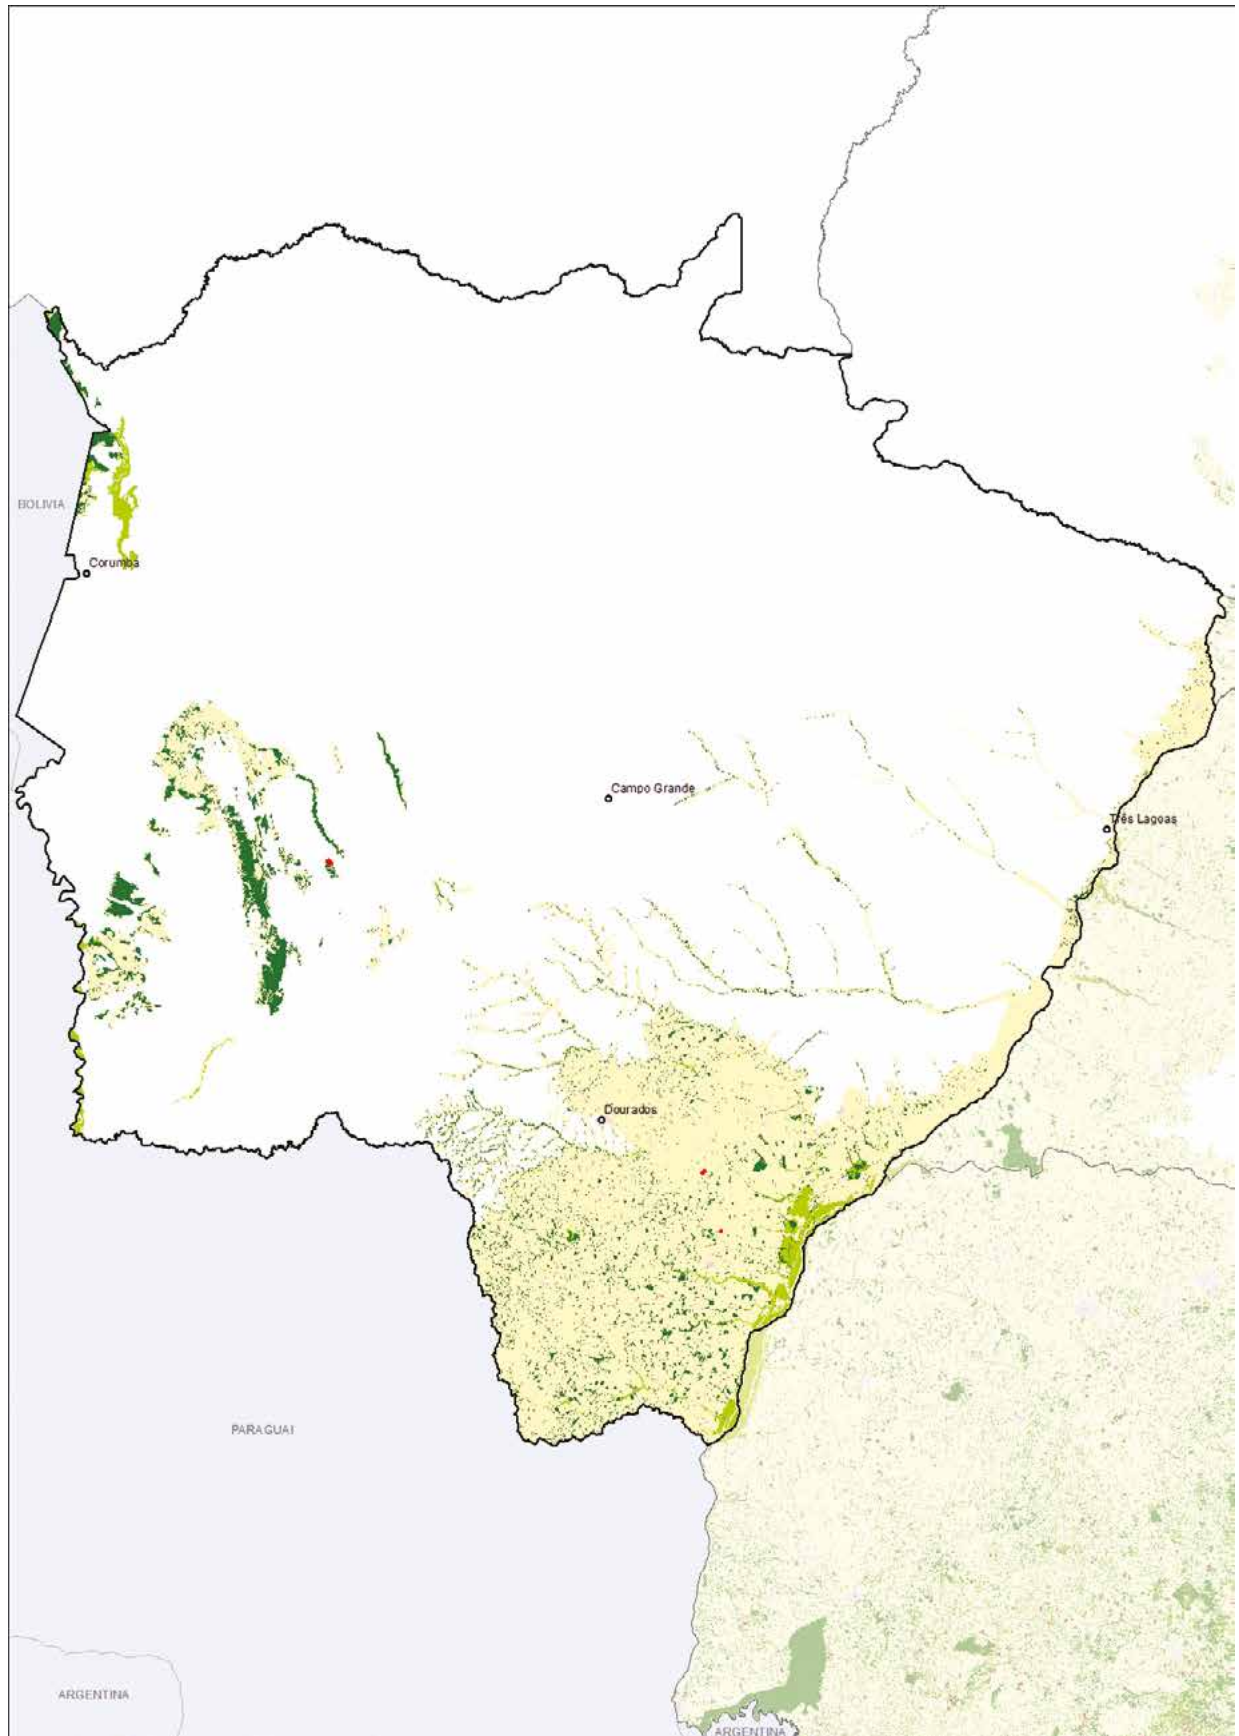 BOLIVIA
Corumbá
Campo Grande
Três Lagoas
Dourados
PARAGUAI
ARGENTINA
ARGENTINA